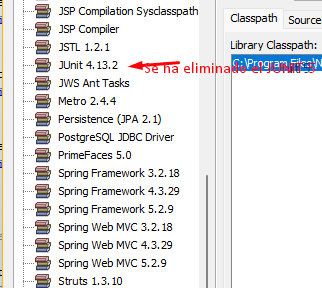 JSP Compilation Sysclasspath
JSP Compiler
JSTL 1.2.1
JUnit 4.13.2
JWS Ant Tasks
Metro 2.4.4
Persistence (JPA 2.1)
PostgreSQL JDBC Driver
PrimeFaces 5.0
Spring Framework 3.2.18
Spring Framework 4.3.29
Spring Framework 5.2.9
Spring Web MVC 3.2.18
Spring Web MVC 4.3.29
Spring Web MVC 5.2.9
Struts 1.3.10
Classpath
Source
Library Classpath:
C:\Program Files\N
Se ha eliminado el JUnit 5